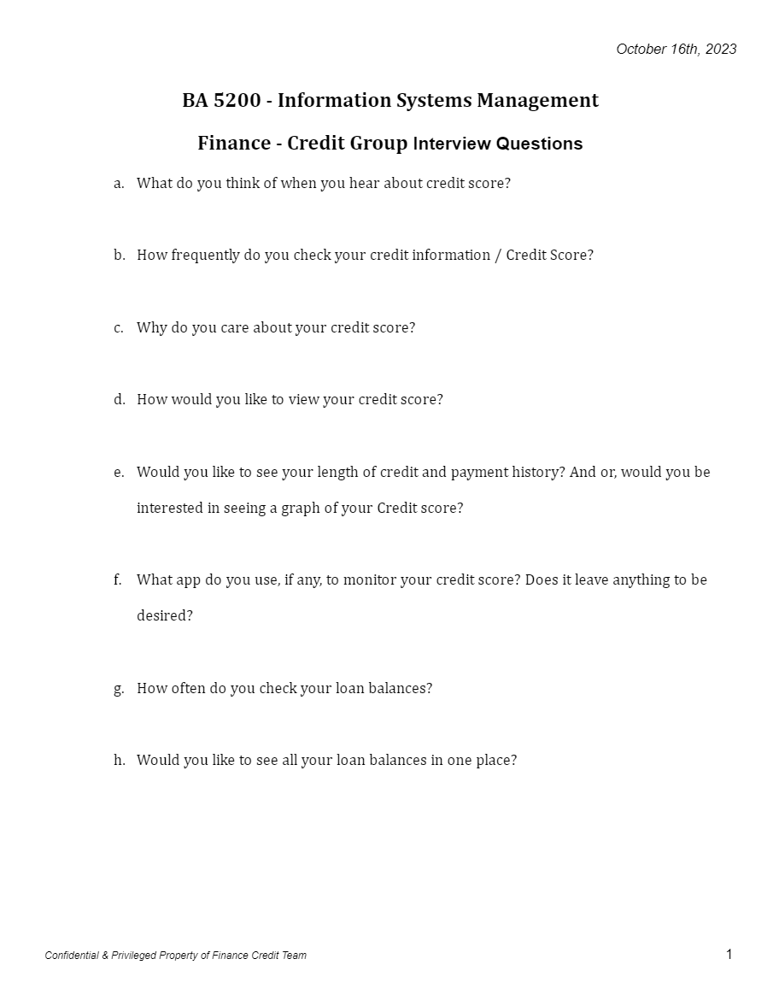 October 16th, 2023
BA 5200 - Information Systems Management
Finance - Credit Group Interview Questions
a. What do you think of when you hear about credit score?
b. How frequently do you check your credit information / Credit Score?
c. Why do you care about your credit score?
d. How would you like to view your credit score?
e. Would you like to see your length of credit and payment history? And or, would you be
interested in seeing a graph of your Credit score?
f. What app do you use, if any, to monitor your credit score? Does it leave anything to be
desired?
g. How often do you check your loan balances?
h. Would you like to see all your loan balances in one place?
Confidential & Privileged Property of Finance Credit Team 1